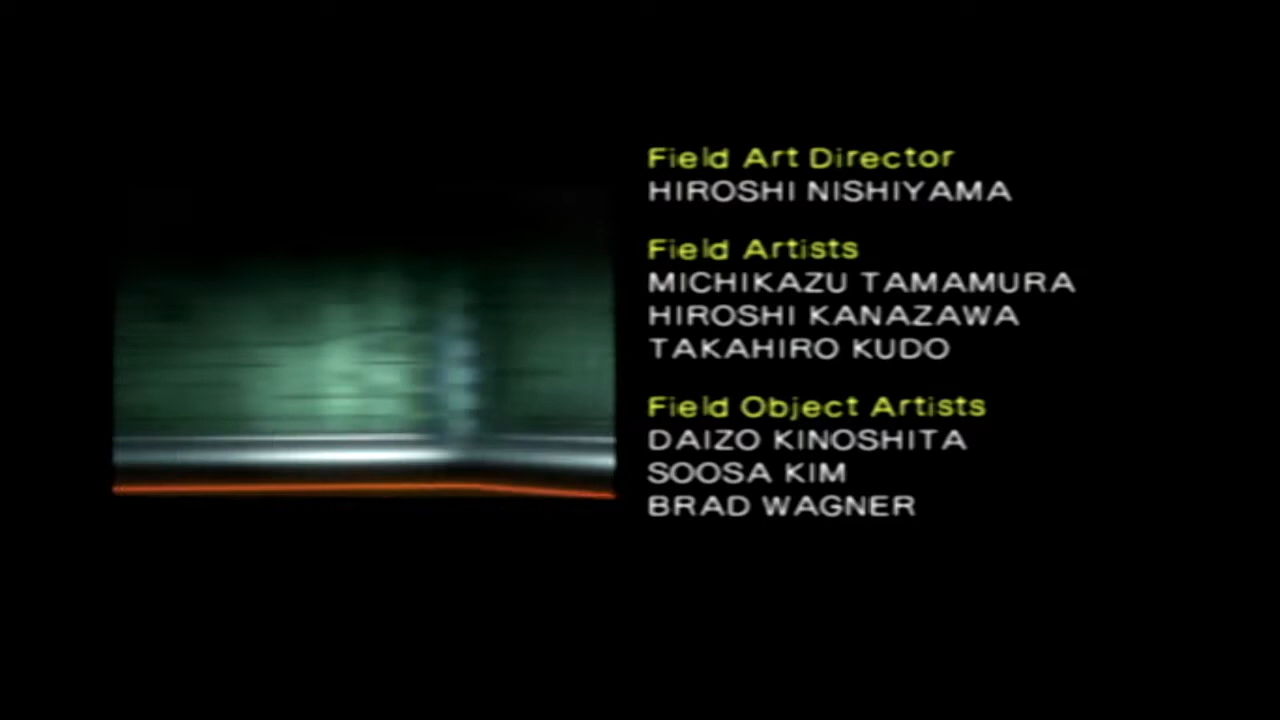 Field Art Director
HIROSHI NISHIYAMA
Field Artists
MICHIKAZU TAMAMURA
HIROSHI KANAZAWA
TAKAHIRO KUDO
Field Object Artists
DAIZO KINOSHITA
SOOSA KIM
BRAD WAGNER